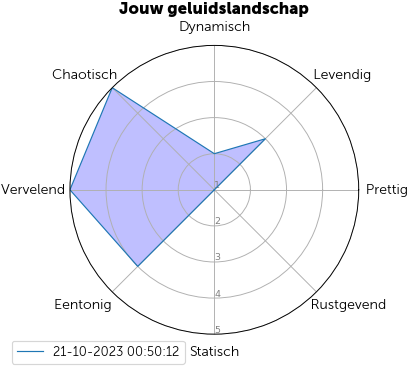 Jouw geluidslandschap
Dynamisch
Chaotisch
Levendig
Vervelend
1
Prettig
2
3
Eentonig
4
Rustgevend
5
21-10-2023 00:50:12
Statisch